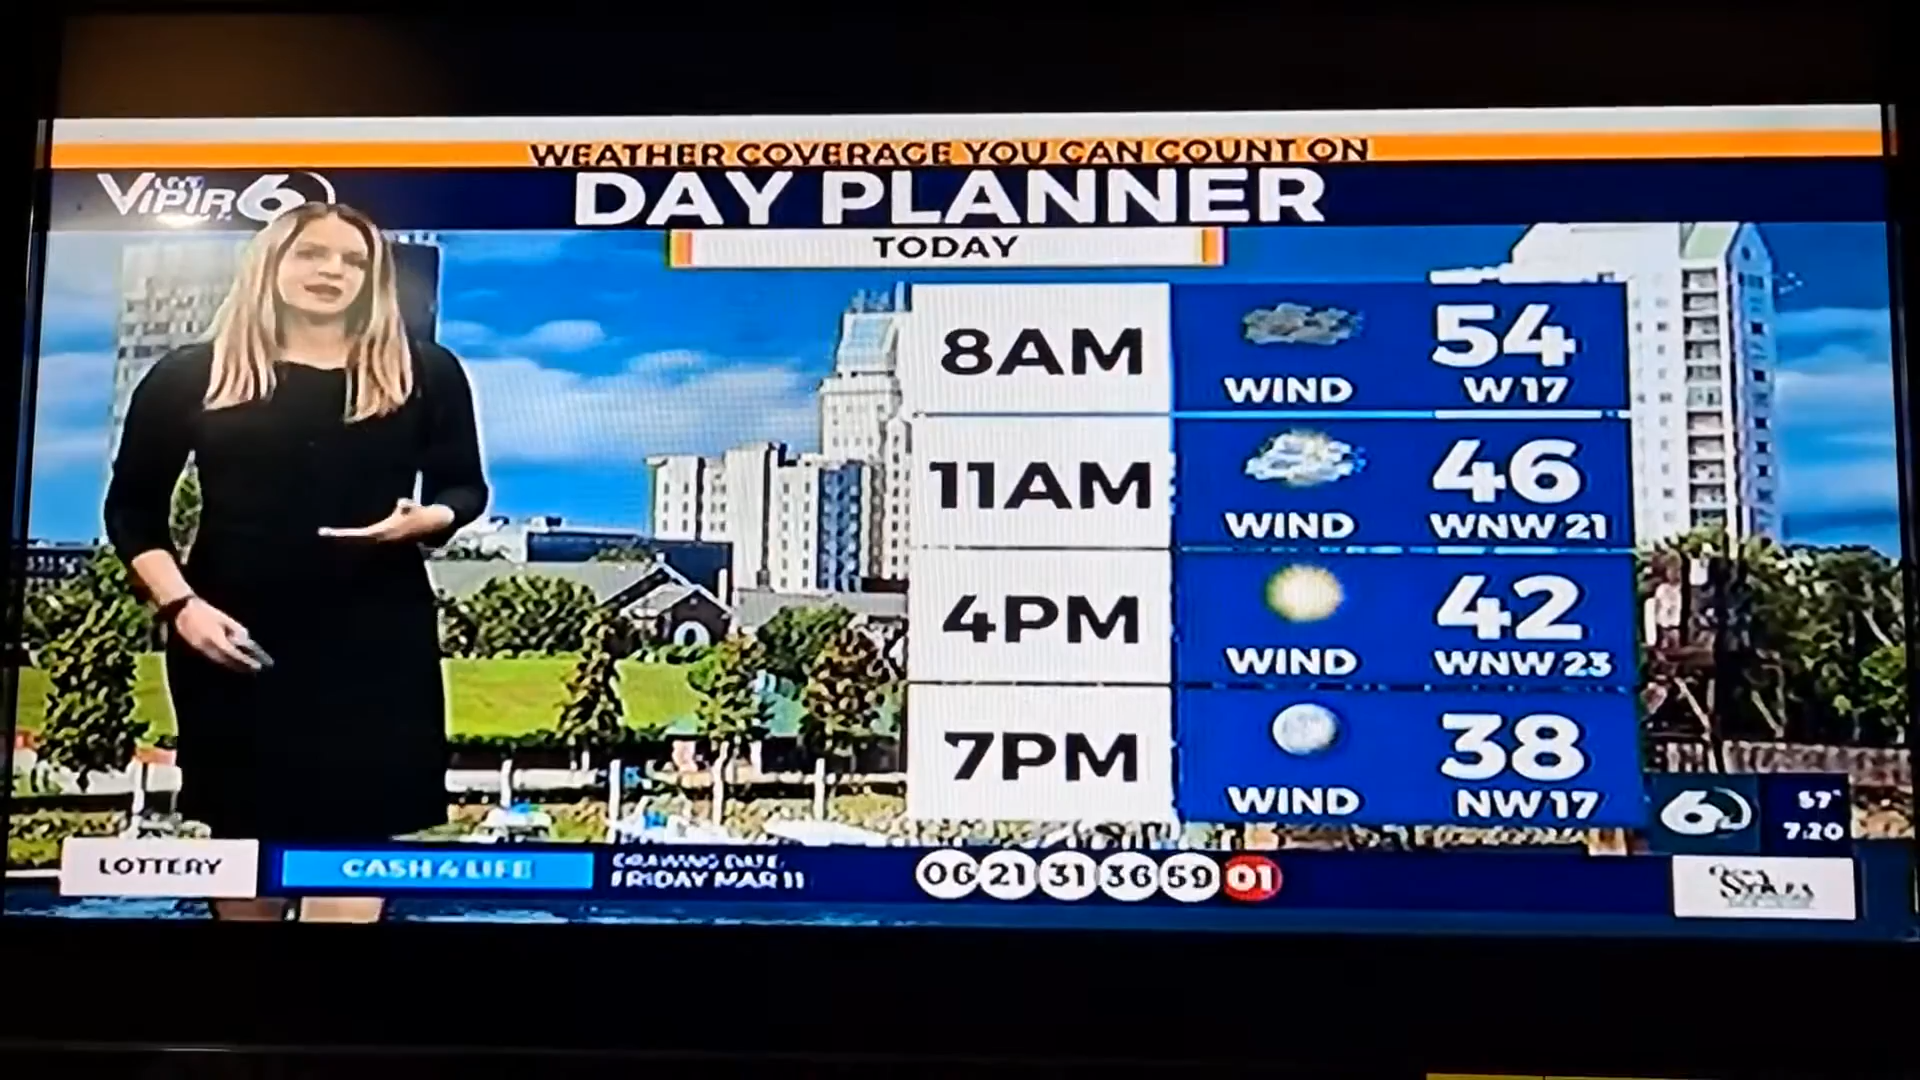 WEATHER COVERAGE YOU CAN COUNT ON
LIVE
VIPIR 6
DAY PLANNER
TODAY
8AM WIND 54 W 17
11AM WIND 46 WNW 21
4PM WIND 42 WNW 23
7PM WIND 38 NW 17
6
57°
7:20
LOTTERY
CASH 4 LIFE
DRAWING DATE:
FRIDAY MAR 11
06 21 31 36 59 01